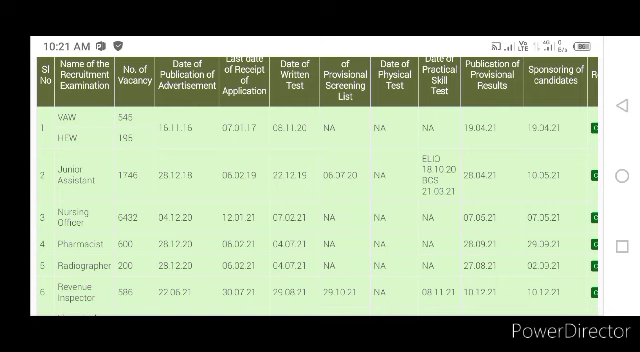 10:21 AM
Vo LTE 4G 0 B/s
Sl No
Name of the Recruitment Examination
No. of Vacancy
Date of Publication of Advertisement
Last date of Receipt of Application
Date of Written Test
of Provisional Screening List
Date of Physical Test
Date of Practical Skill Test
Publication of Provisional Results
Sponsoring of candidates
1 VAW 545 16.11.16 07.01.17 08.11.20 NA NA NA 19.04.21 19.04.21
HEW 195
2 Junior Assistant 1746 28.12.18 06.02.19 22.12.19 06.07.20 NA ELIO 18.10.20 BCS 21.03.21 28.04.21 10.05.21
3 Nursing Officer 6432 04.12.20 12.01.21 07.02.21 NA NA NA 07.05.21 07.05.21
4 Pharmacist 600 28.12.20 06.02.21 04.07.21 NA NA NA 28.09.21 29.09.21
5 Radiographer 200 28.12.20 06.02.21 04.07.21 NA NA NA 27.08.21 02.09.21
6 Revenue Inspector 586 22.06.21 30.07.21 29.08.21 29.10.21 NA 08.11.21 10.12.21 10.12.21
PowerDirector